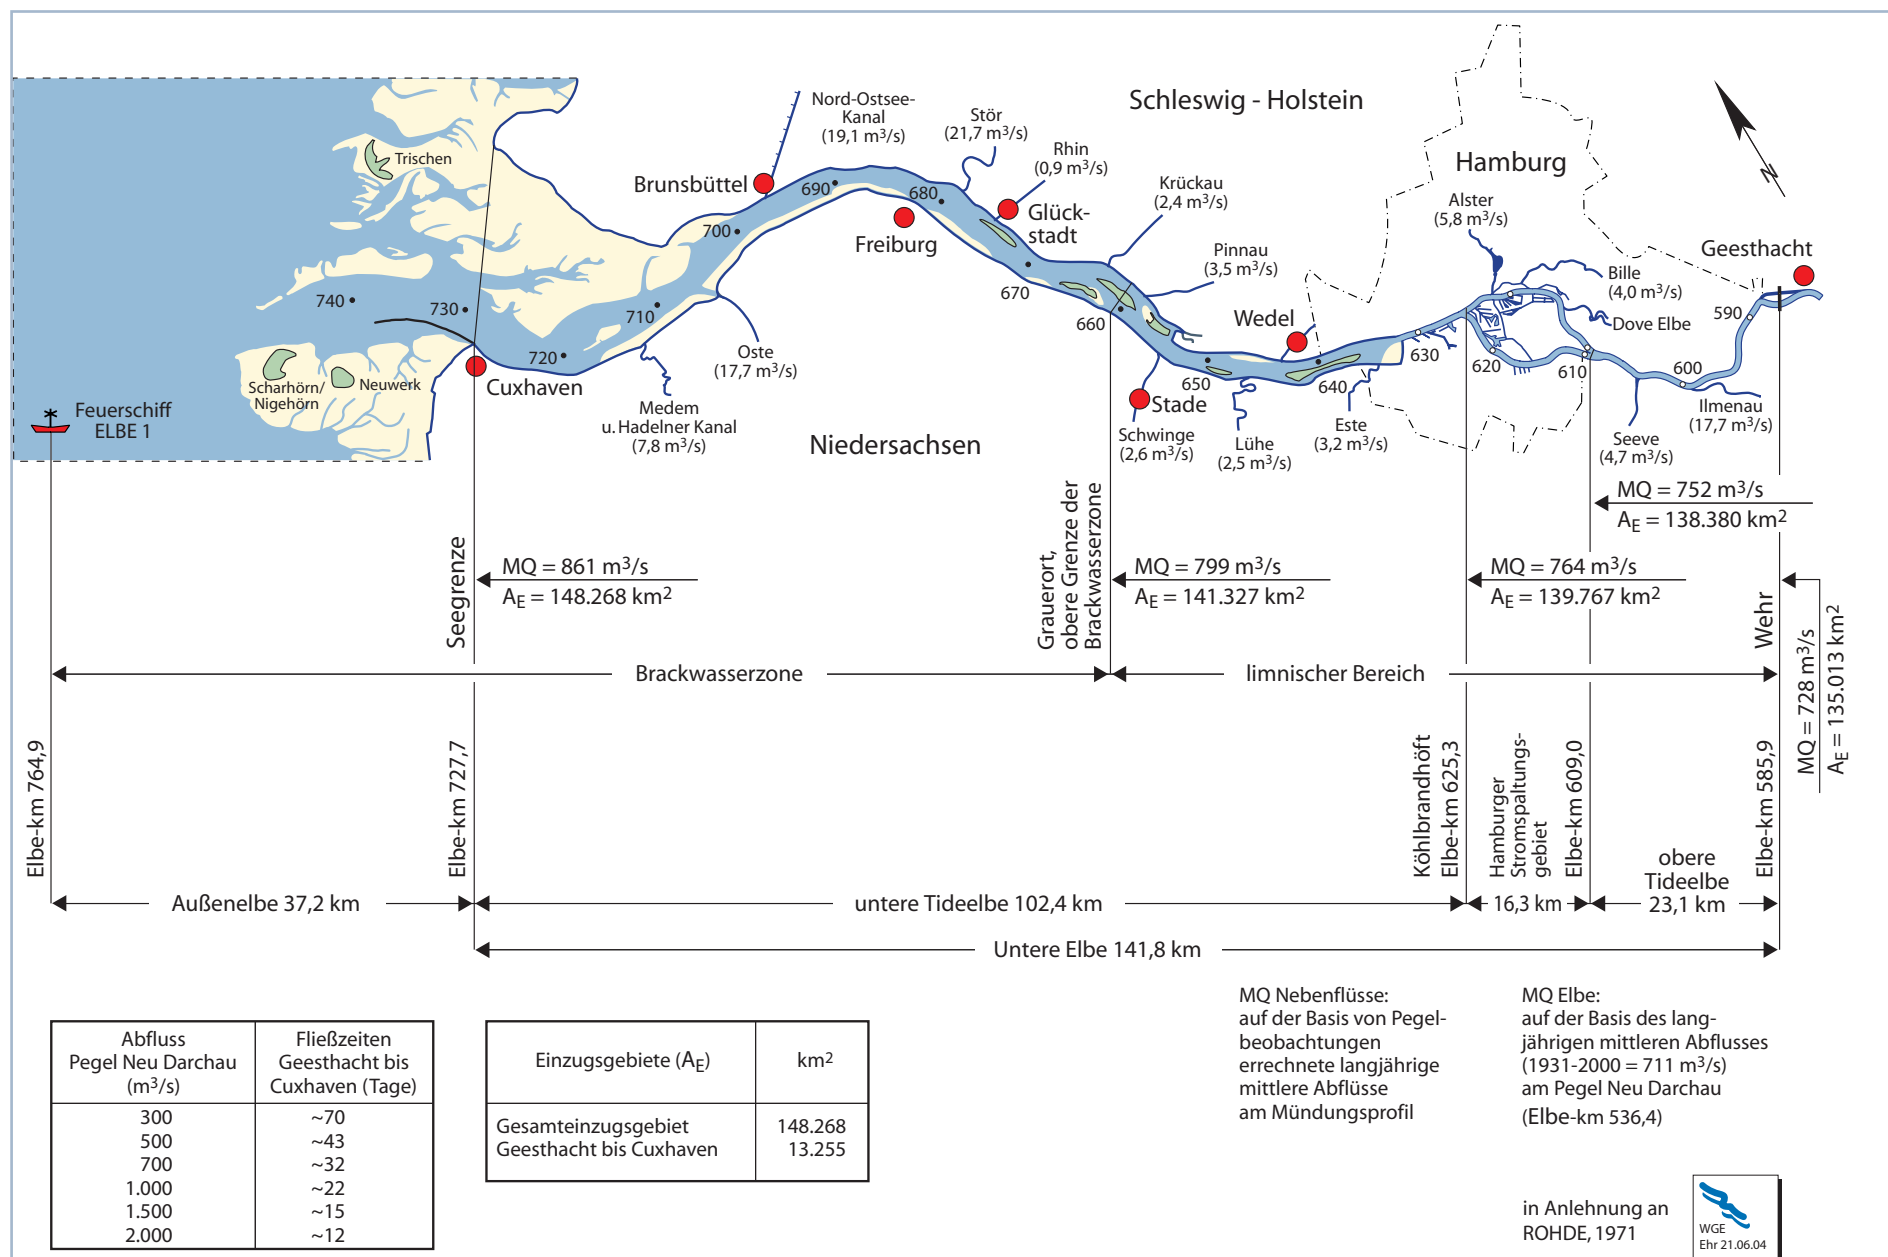 Schleswig - Holstein
Nord-Ostsee-
Kanal
(19,1 m³/s)
Stör
(21,7 m³/s)
Rhin
(0,9 m³/s)
Krückau
(2,4 m³/s)
Pinnau
(3,5 m³/s)
Hamburg
Alster
(5,8 m³/s)
Bille
(4,0 m³/s)
Dove Elbe
Geesthacht
N
Trischen
Brunsbüttel
Freiburg
Glück-
stadt
Wedel
740
730
720
710
700
690
680
670
660
650
640
630
620
610
600
590
Scharhörn/
Nigehörn
Neuwerk
Cuxhaven
Feuerschiff
ELBE 1
Oste
(17,7 m³/s)
Medem
u. Hadelner Kanal
(7,8 m³/s)
Niedersachsen
Stade
Schwinge
(2,6 m³/s)
Lühe
(2,5 m³/s)
Este
(3,2 m³/s)
Seeve
(4,7 m³/s)
Ilmenau
(17,7 m³/s)
MQ = 752 m³/s
A_E = 138.380 km²
Seegrenze
MQ = 861 m³/s
A_E = 148.268 km²
Grauerort,
obere Grenze der
Brackwasserzone
MQ = 799 m³/s
A_E = 141.327 km²
MQ = 764 m³/s
A_E = 139.767 km²
Wehr
MQ = 728 m³/s
A_E = 135.013 km²
Brackwasserzone
limnischer Bereich
Elbe-km 764,9
Elbe-km 727,7
Köhlbrandhöft
Elbe-km 625,3
Hamburger
Stromspaltungs-
gebiet
Elbe-km 609,0
Elbe-km 585,9
Außenelbe 37,2 km
untere Tideelbe 102,4 km
16,3 km
obere
Tideelbe
23,1 km
Untere Elbe 141,8 km
Abfluss
Pegel Neu Darchau
(m³/s)
Fließzeiten
Geesthacht bis
Cuxhaven (Tage)
300 ~70
500 ~43
700 ~32
1.000 ~22
1.500 ~15
2.000 ~12
Einzugsgebiete (A_E) km²
Gesamteinzugsgebiet 148.268
Geesthacht bis Cuxhaven 13.255
MQ Nebenflüsse:
auf der Basis von Pegel-
beobachtungen
errechnete langjährige
mittlere Abflüsse
am Mündungsprofil
MQ Elbe:
auf der Basis des lang-
jährigen mittleren Abflusses
(1931-2000 = 711 m³/s)
am Pegel Neu Darchau
(Elbe-km 536,4)
in Anlehnung an
ROHDE, 1971
WGE
Ehr 21.06.04